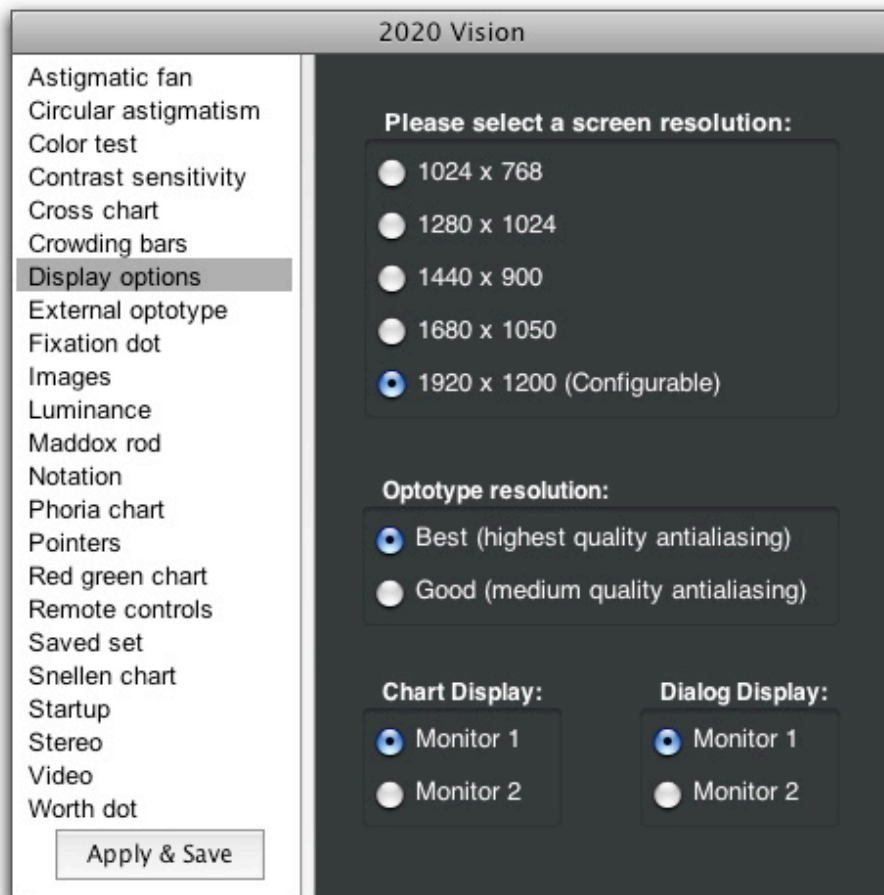 2020 Vision
Astigmatic fan
Circular astigmatism
Color test
Contrast sensitivity
Cross chart
Crowding bars
Display options
External optotype
Fixation dot
Images
Luminance
Maddox rod
Notation
Phoria chart
Pointers
Red green chart
Remote controls
Saved set
Snellen chart
Startup
Stereo
Video
Worth dot
Apply & Save
Please select a screen resolution:
1024 x 768
1280 x 1024
1440 x 900
1680 x 1050
1920 x 1200 (Configurable)
Optotype resolution:
Best (highest quality antialiasing)
Good (medium quality antialiasing)
Chart Display:
Monitor 1
Monitor 2
Dialog Display:
Monitor 1
Monitor 2